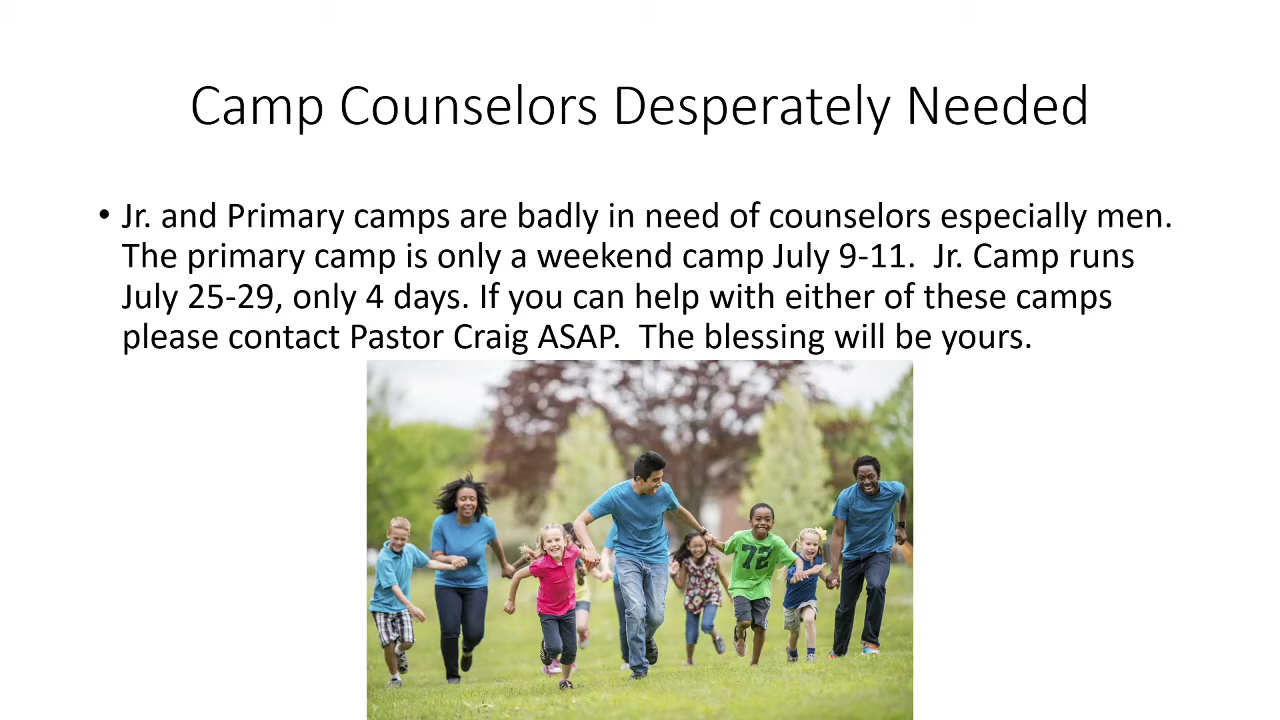 Camp Counselors Desperately Needed
• Jr. and Primary camps are badly in need of counselors especially men.
The primary camp is only a weekend camp July 9-11.  Jr. Camp runs
July 25-29, only 4 days. If you can help with either of these camps
please contact Pastor Craig ASAP.  The blessing will be yours.
72